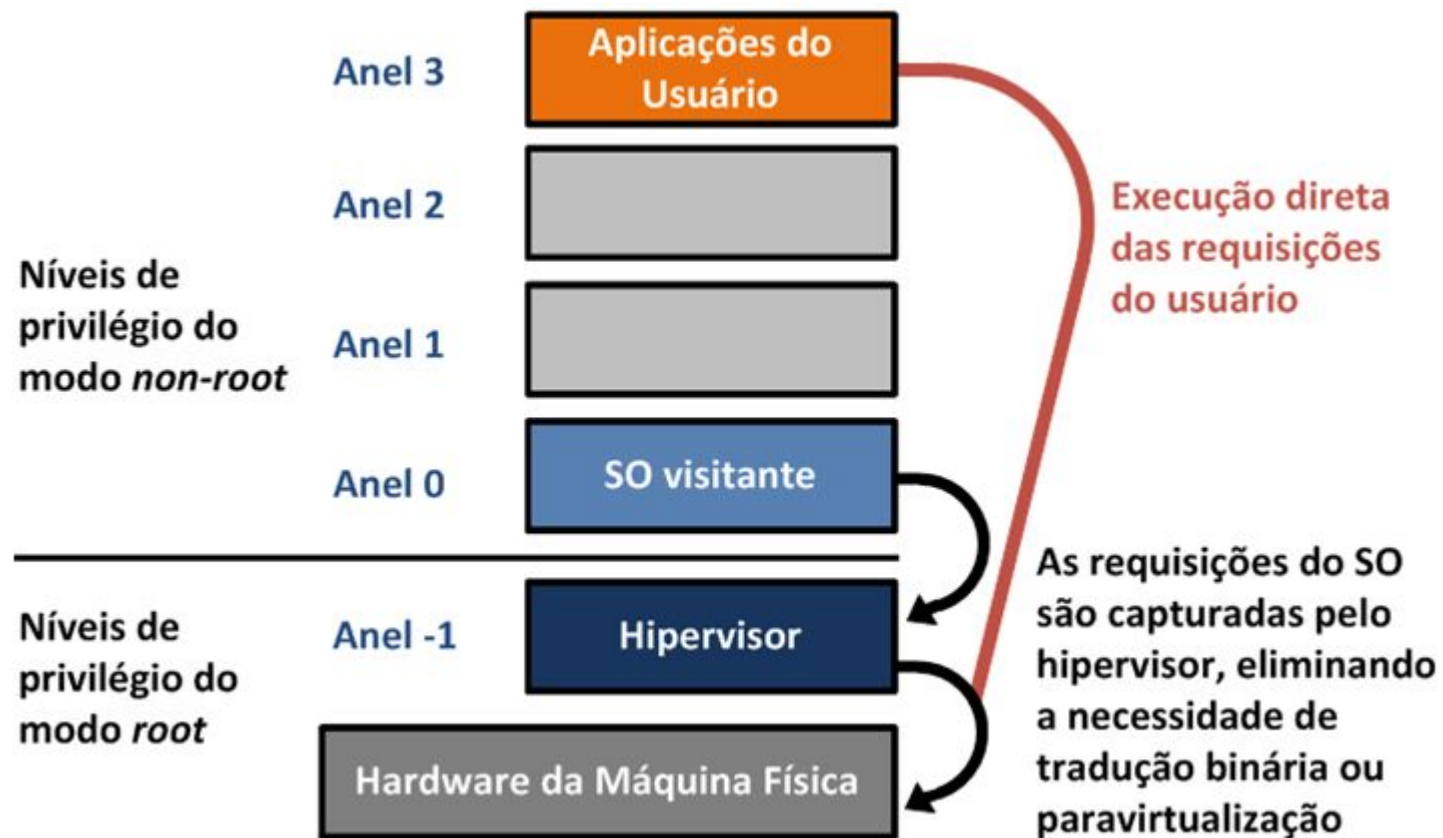 Anel 3
Aplicações do
Usuário
Anel 2
Execução direta
das requisições
do usuário
Níveis de
privilégio do
modo non-root
Anel 1
Anel 0
SO visitante
Níveis de
privilégio do
modo root
Anel -1
Hipervisor
Hardware da Máquina Física
As requisições do SO
são capturadas pelo
hipervisor, eliminando
a necessidade de
tradução binária ou
paravirtualização